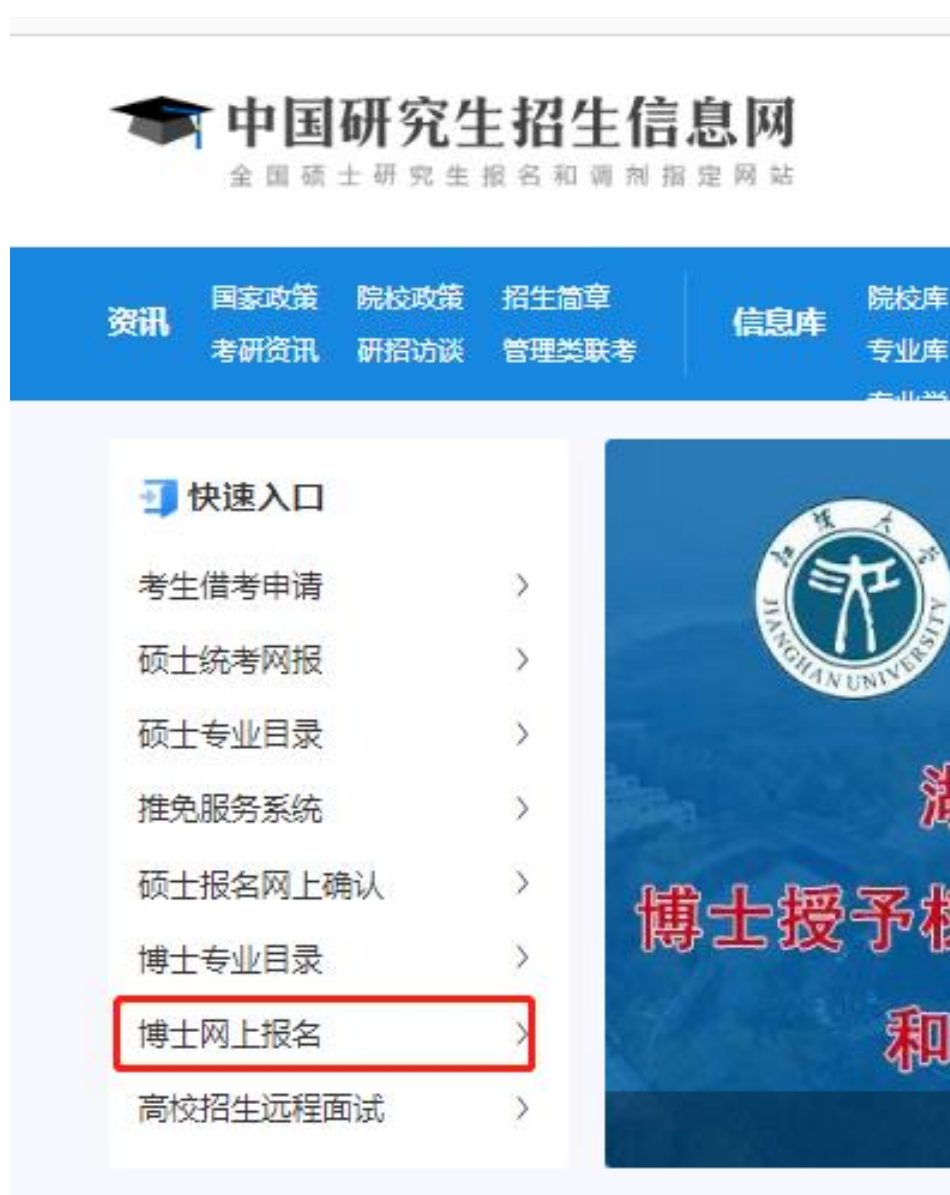 中国研究生招生信息网
全国硕士研究生报名和调剂指定网站
资讯
国家政策 院校政策 招生简章
考研资讯 研招访谈 管理类联考
信息库
院校库
专业库
快速入口
考生借考申请
硕士统考网报
硕士专业目录
推免服务系统
硕士报名网上确认
博士专业目录
博士网上报名
高校招生远程面试
江汉大学
JIANGHAN UNIVERSITY
博士授予
和